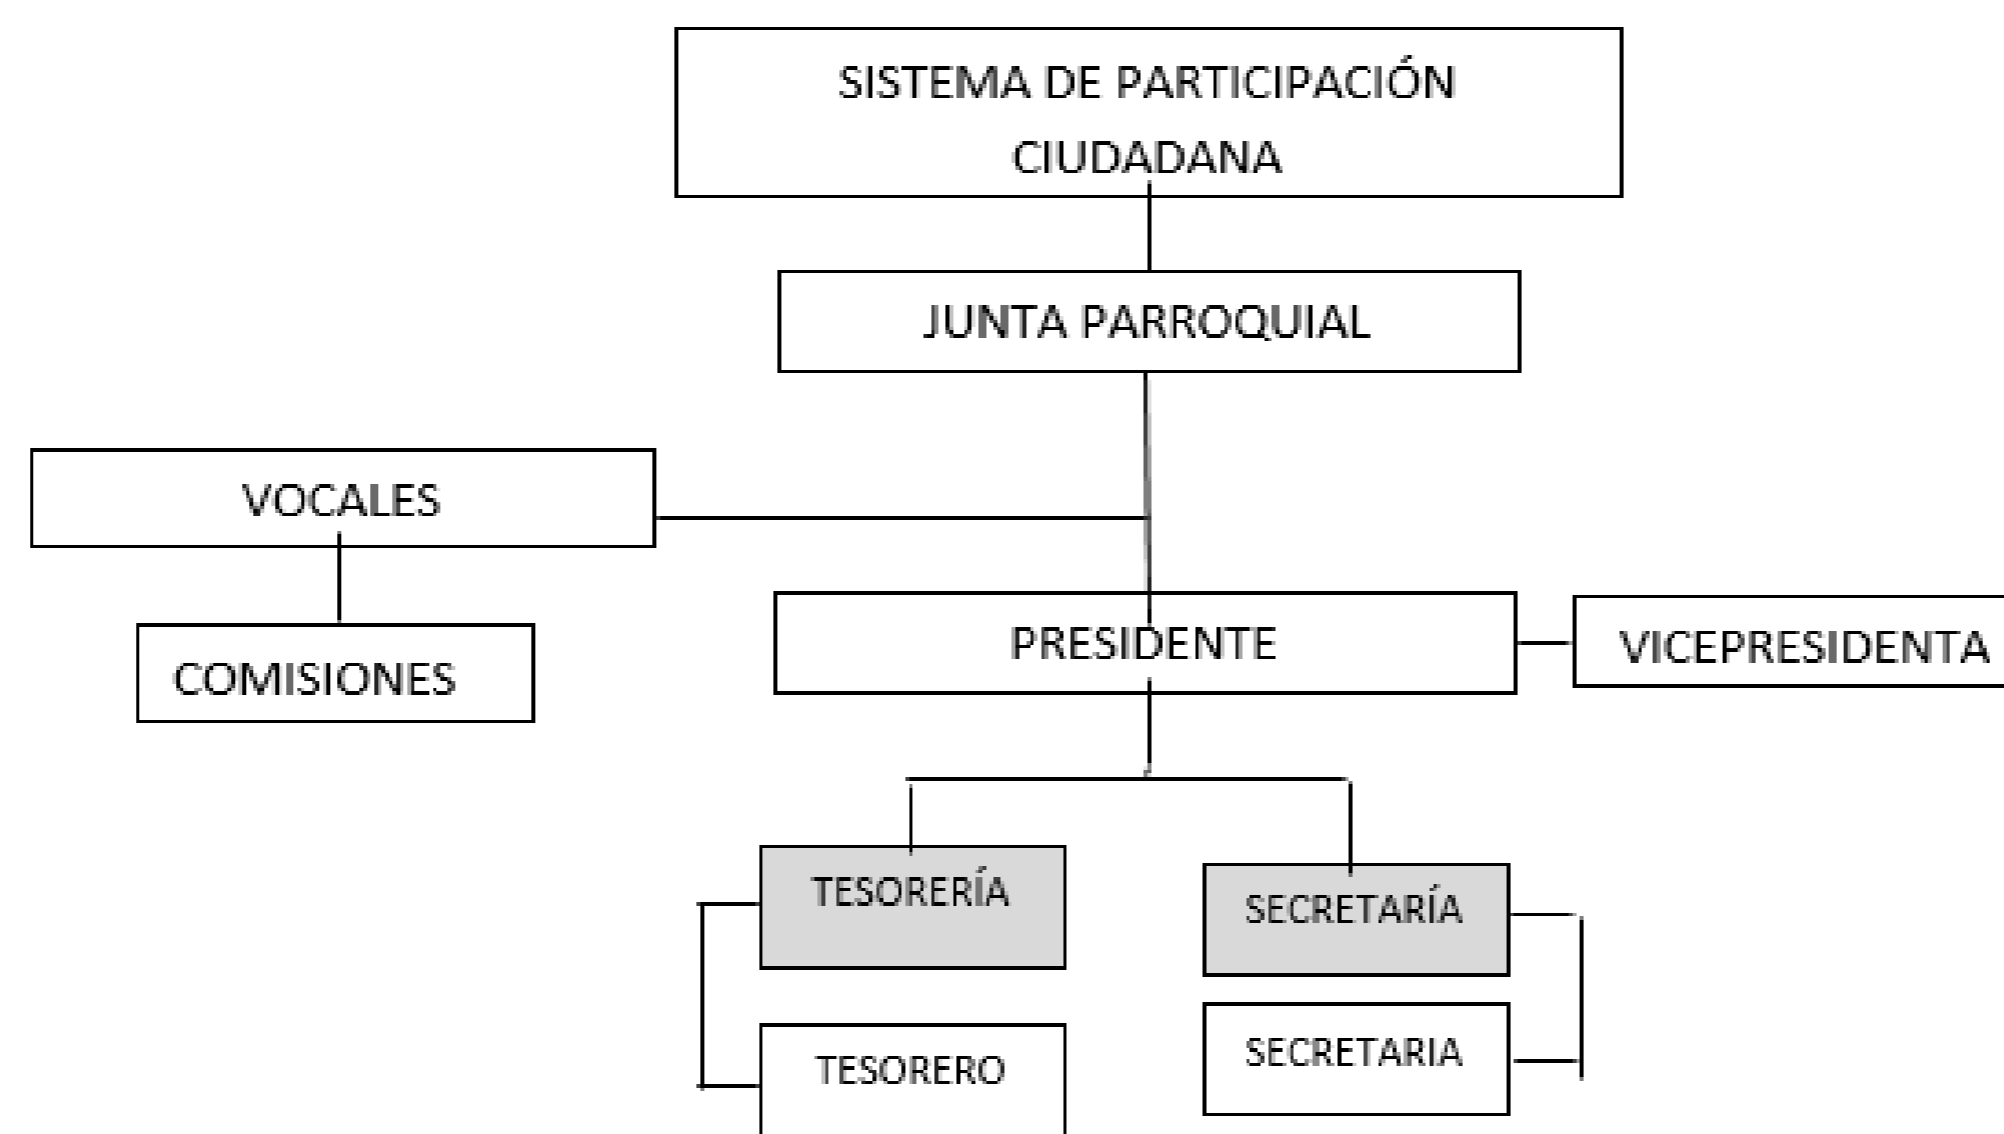 SISTEMA DE PARTICIPACIÓN
CIUDADANA
JUNTA PARROQUIAL
VOCALES
COMISIONES
PRESIDENTE
VICEPRESIDENTA
TESORERÍA
SECRETARÍA
TESORERO
SECRETARIA